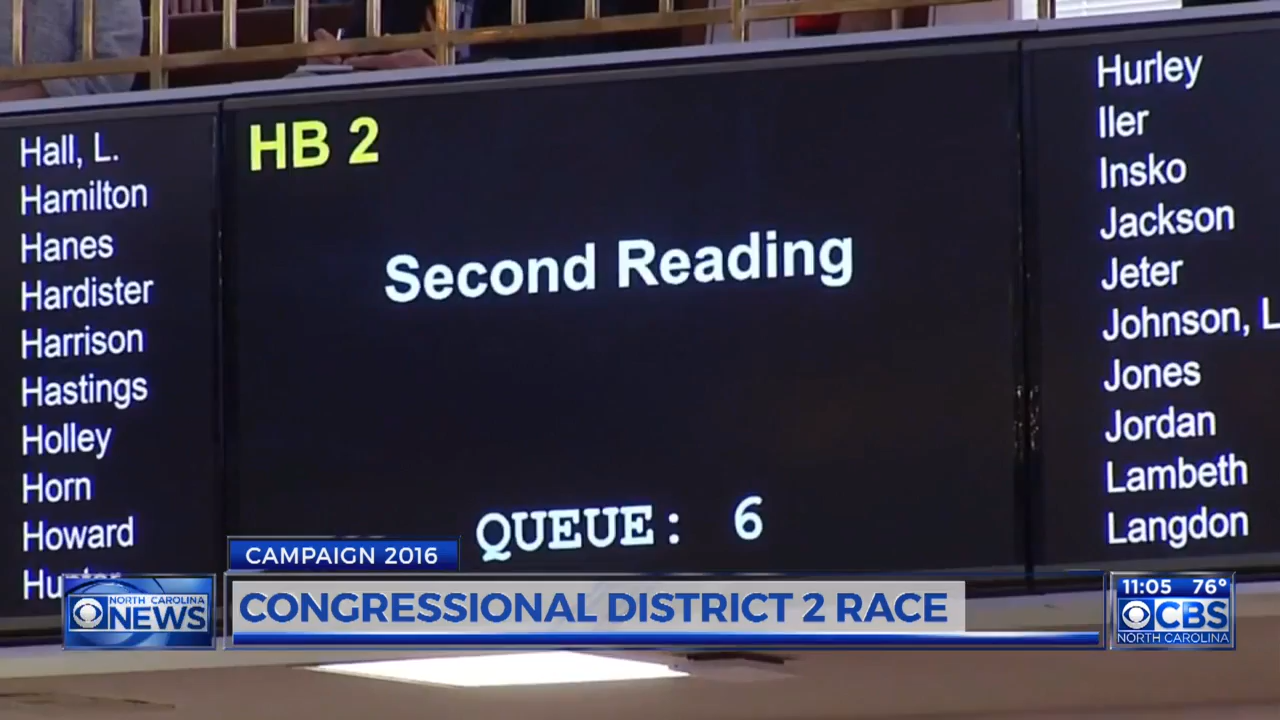 Hall, L.
Hamilton
Hanes
Hardister
Harrison
Hastings
Holley
Horn
Howard
HB 2
Second Reading
QUEUE: 6
Hurley
Iler
Insko
Jackson
Jeter
Johnson, L
Jones
Jordan
Lambeth
Langdon
CAMPAIGN 2016
NORTH CAROLINA
NEWS
CONGRESSIONAL DISTRICT 2 RACE
11:05 76°
CBS
NORTH CAROLINA